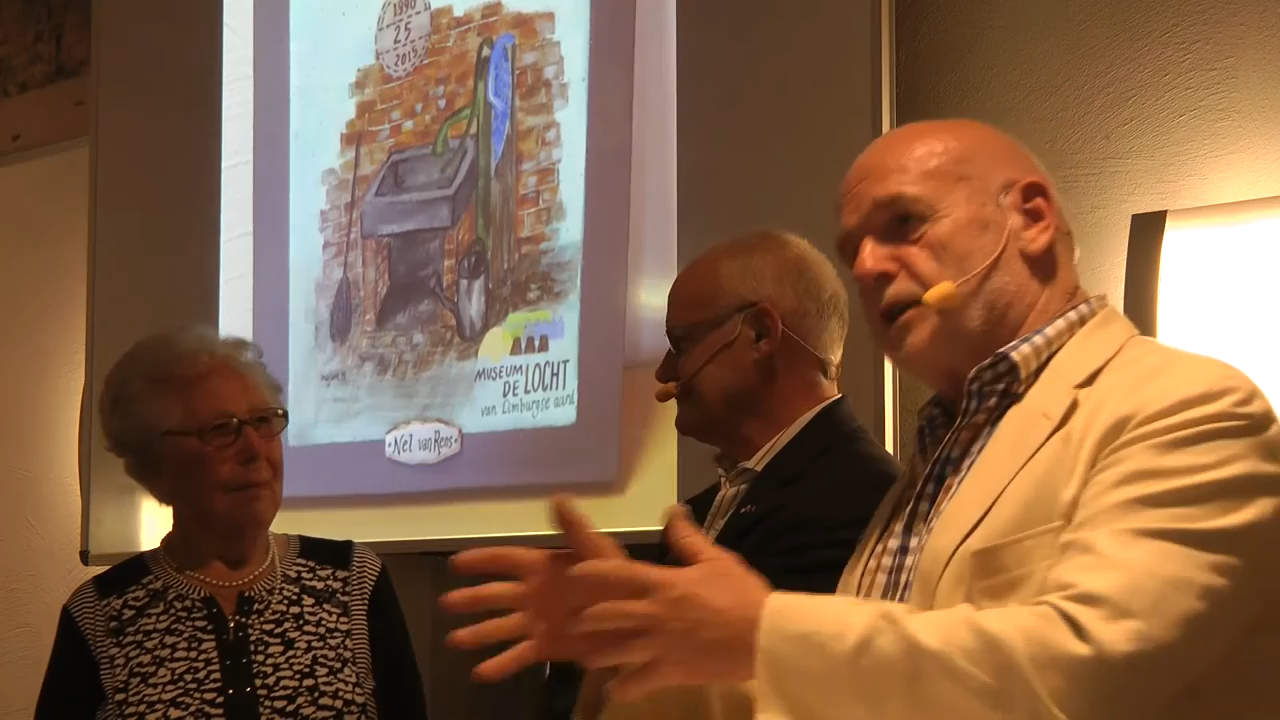 1990
25
2015
MUSEUM
DE LOCHT
van Limburgse aard
Nel van Rens